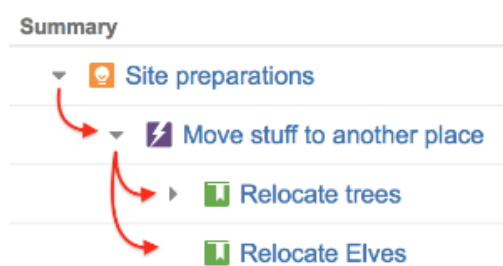 Summary
Site preparations
Move stuff to another place
Relocate trees
Relocate Elves